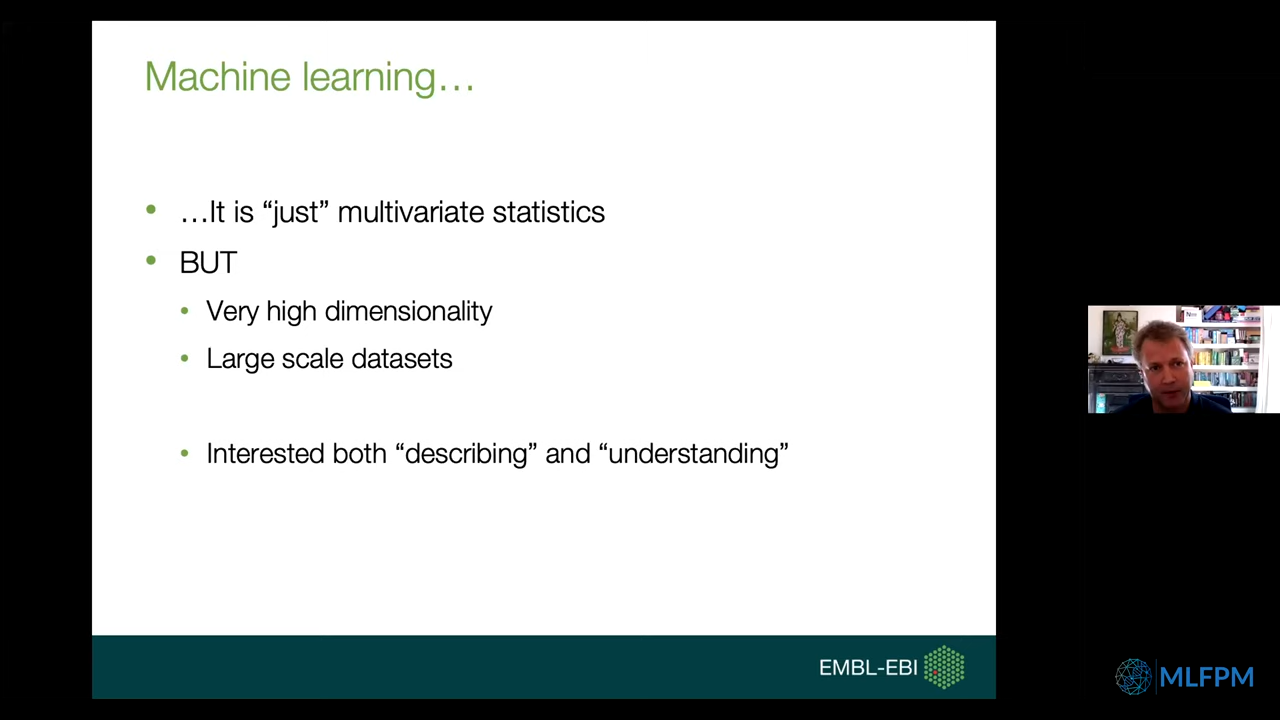 Machine learning…
…It is “just” multivariate statistics
BUT
Very high dimensionality
Large scale datasets
Interested both “describing” and “understanding”
EMBL-EBI
MLFPM